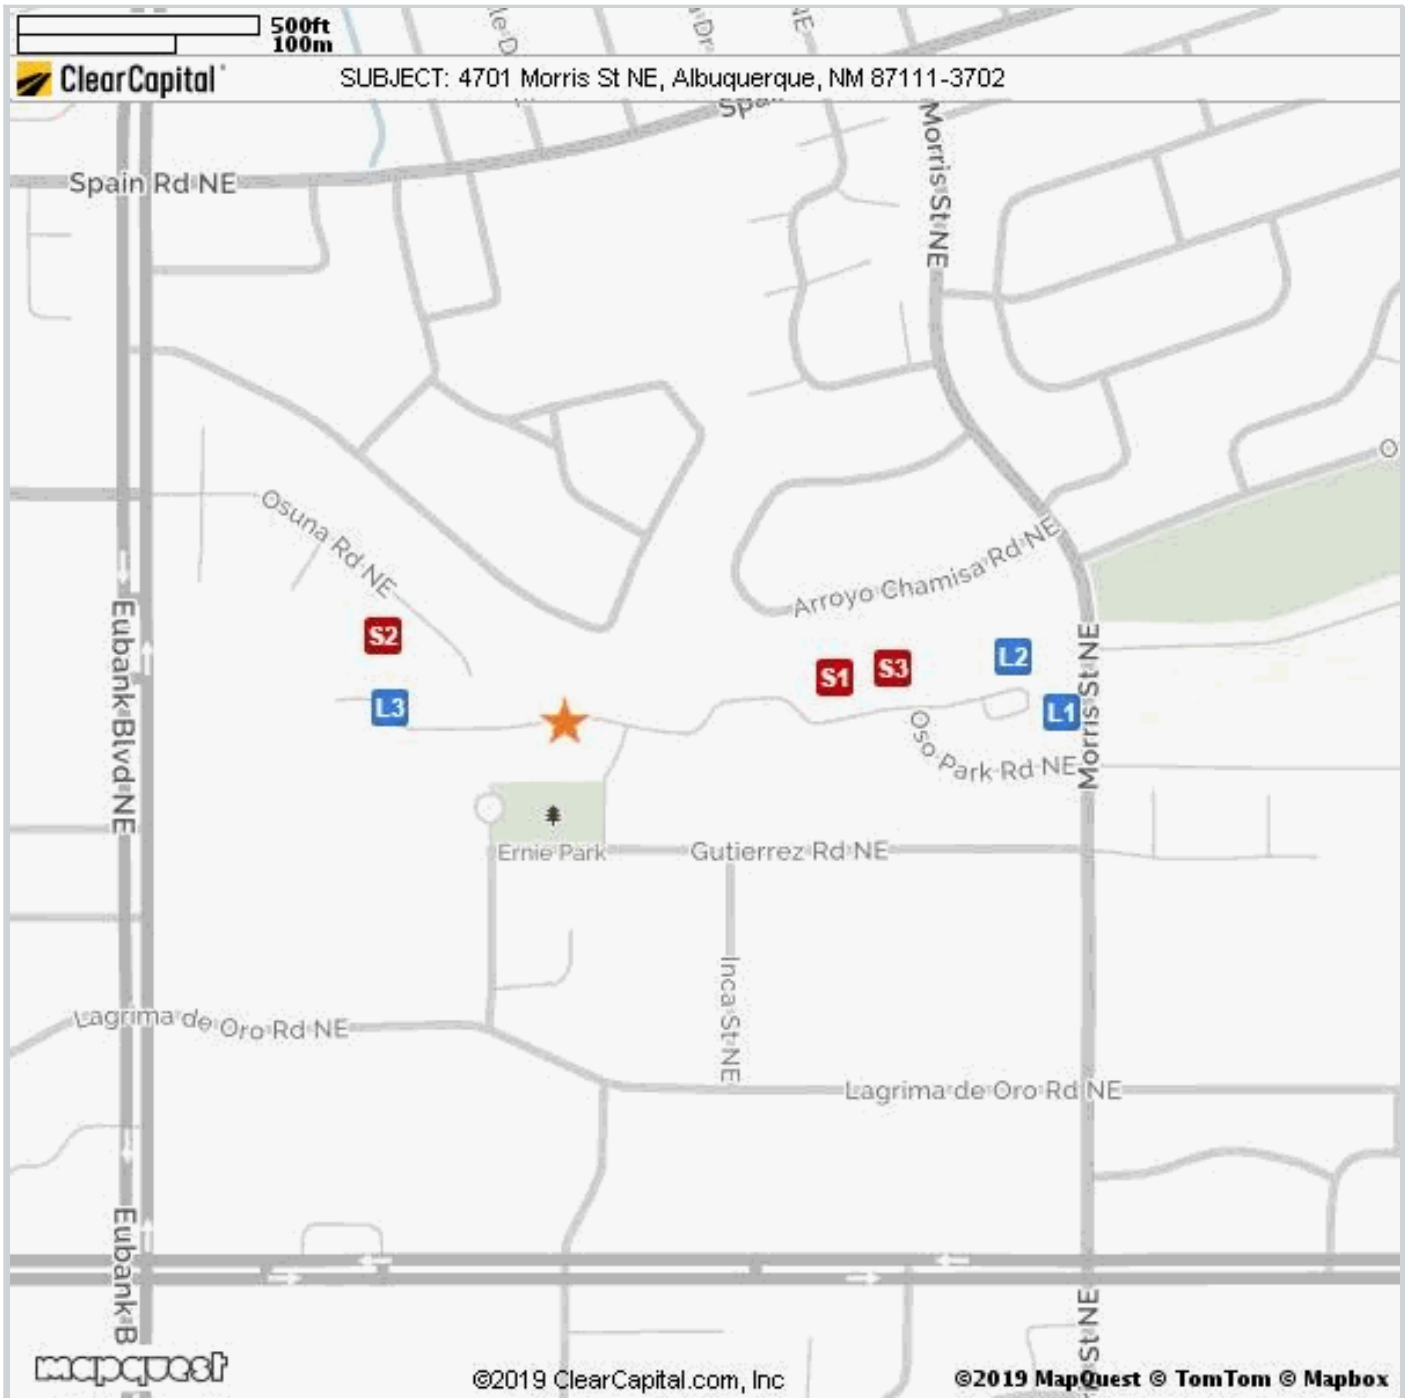 500ft
100m
ClearCapital
SUBJECT: 4701 Morris St NE, Albuquerque, NM 87111-3702
Spain Rd NE
Morris St NE
Osuna Rd NE
Arroyo Chamisa Rd NE
S2
S1
S3
L2
L3
L1
Eubank Blvd NE
Morris St NE
Oso Park Rd NE
Ernie Park
Gutierrez Rd NE
Inca St NE
Lagrima de Oro Rd NE
Lagrima de Oro Rd NE
Eubank B
St NE
mapquest
©2019 ClearCapital.com, Inc
©2019 MapQuest © TomTom © Mapbox